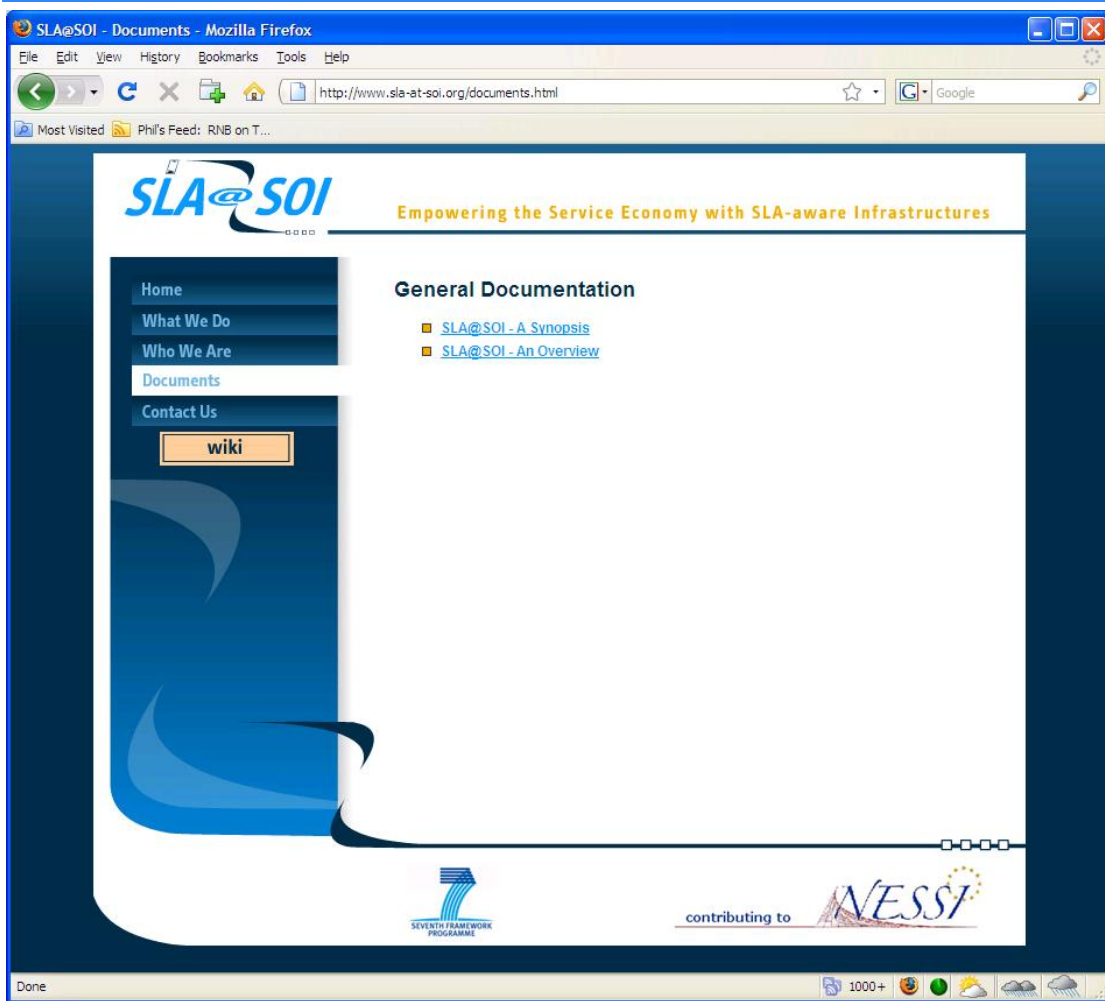 SLA@SOI - Documents - Mozilla Firefox
File Edit View History Bookmarks Tools Help
http://www.sla-at-soi.org/documents.html
G Google
Most Visited Phil's Feed: RNB on T...
SLA@SOI
Empowering the Service Economy with SLA-aware Infrastructures
Home
What We Do
Who We Are
Documents
Contact Us
wiki
General Documentation
SLA@SOI - A Synopsis
SLA@SOI - An Overview
SEVENTH FRAMEWORK
PROGRAMME
contributing to
NESSI
Done
1000+